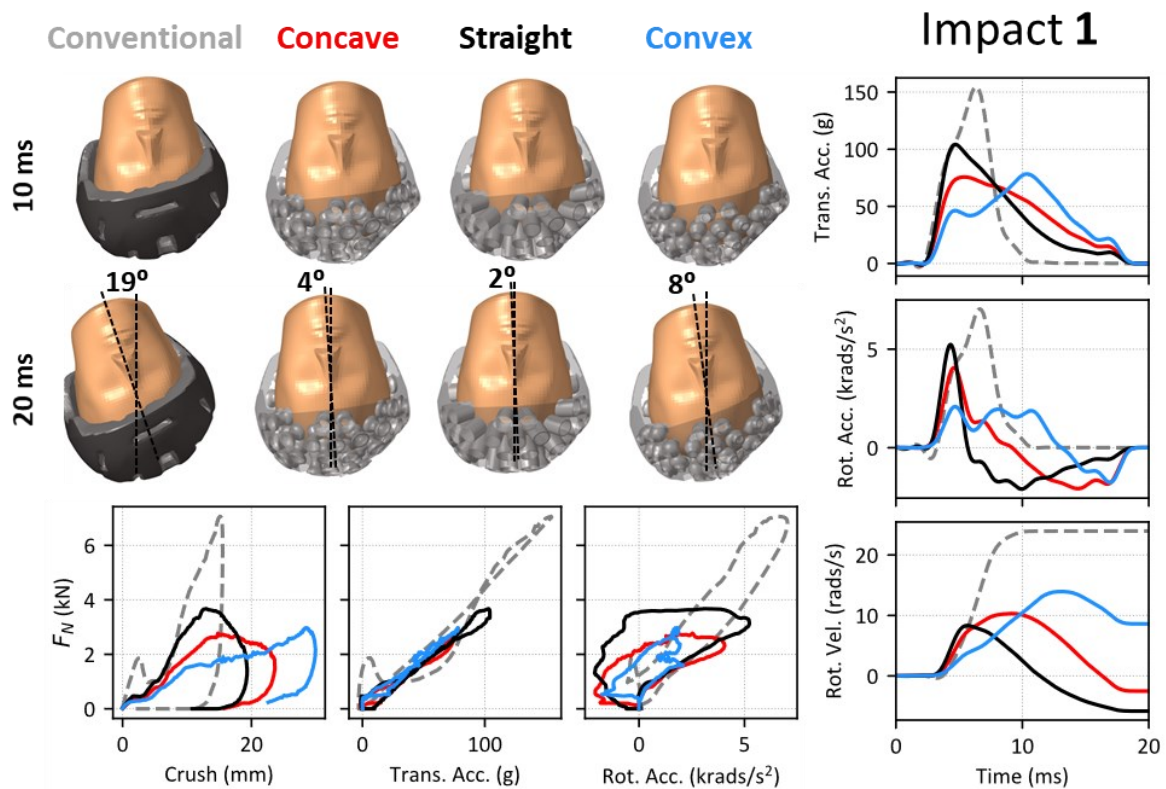 Conventional Concave Straight Convex
Impact 1
10 ms
20 ms
19º 4º 2º 8º
150
100
50
0
Trans. Acc. (g)
5
0
Rot. Acc. (krads/s²)
20
10
0
Rot. Vel. (rads/s)
0 10 20
Time (ms)
6
4
2
0
F_N (kN)
0 20
Crush (mm)
0 100
Trans. Acc. (g)
0 5
Rot. Acc. (krads/s²)